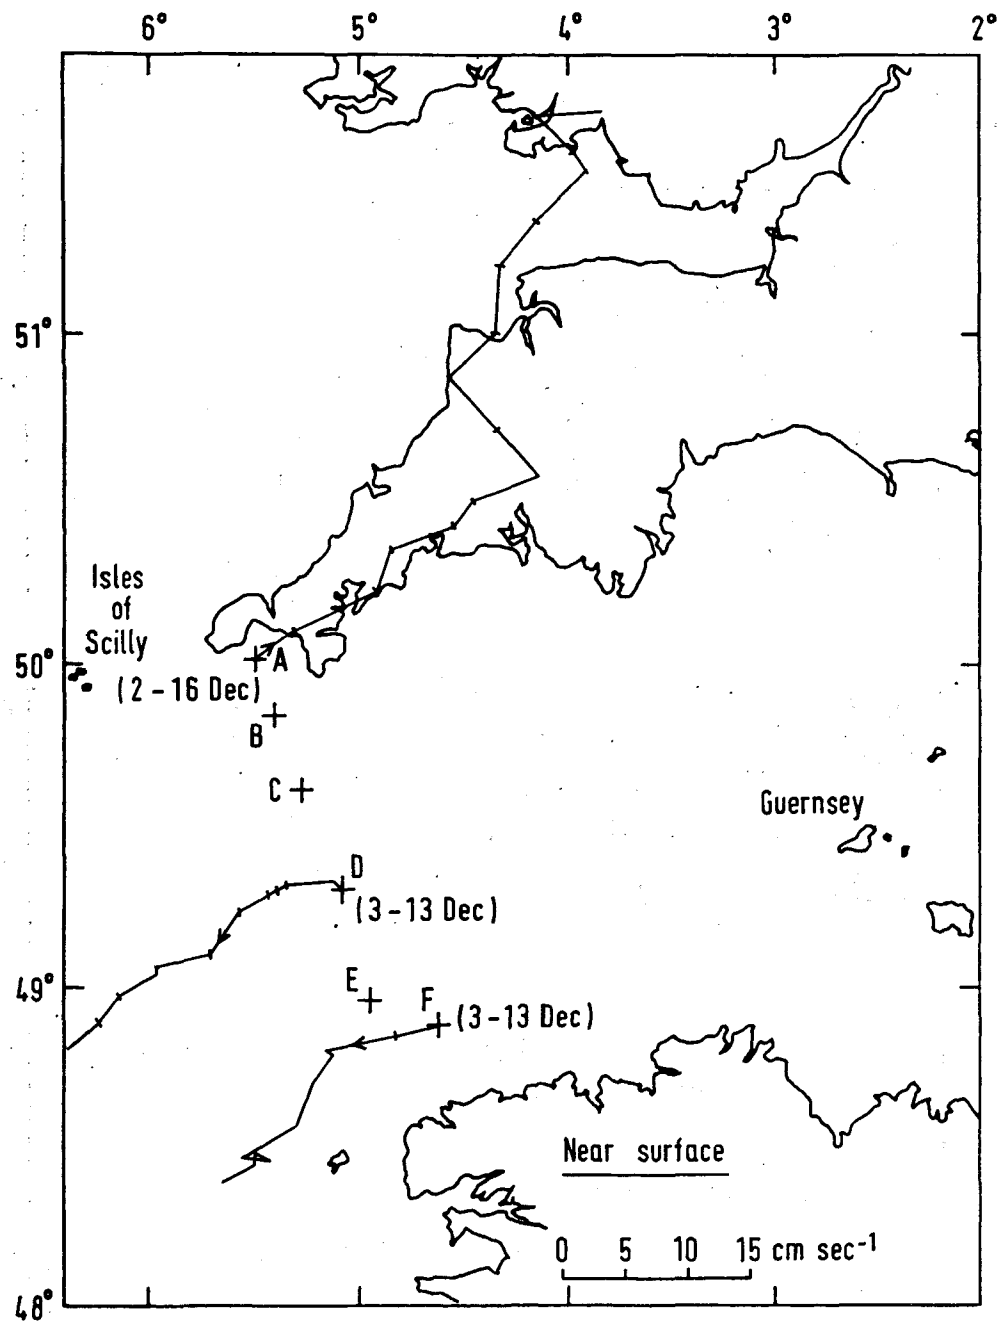 6° 5° 4° 3° 2°
51°
Isles
of
Scilly
50°
A
(2-16 Dec)
B
C
Guernsey
D
(3-13 Dec)
49°
E
F
(3-13 Dec)
Near surface
0 5 10 15 cm sec-1
48°